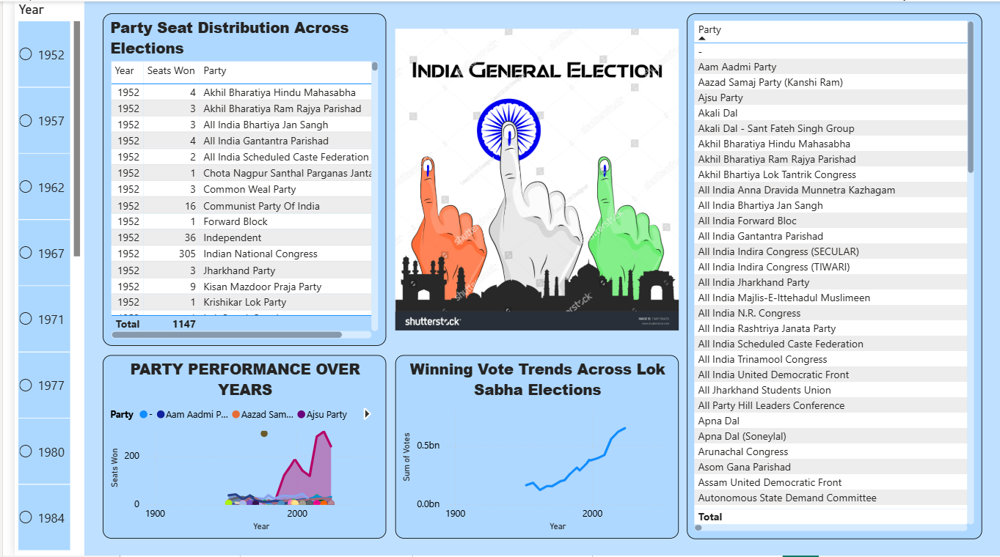 Year
1952
1957
1962
1967
1971
1977
1980
1984
Party Seat Distribution Across
Elections
Year Seats Won Party
1952 4 Akhil Bharatiya Hindu Mahasabha
1952 3 Akhil Bharatiya Ram Rajya Parishad
1952 3 All India Bhartiya Jan Sangh
1952 4 All India Gantantra Parishad
1952 2 All India Scheduled Caste Federation
1952 1 Chota Nagpur Santhal Parganas Janta
1952 3 Common Weal Party
1952 16 Communist Party Of India
1952 1 Forward Block
1952 36 Independent
1952 305 Indian National Congress
1952 3 Jharkhand Party
1952 9 Kisan Mazdoor Praja Party
1952 1 Krishikar Lok Party
Total 1147
INDIA GENERAL ELECTION
shutterstock
shutterstock
shutterstock
shutterstock
shutterstock
PARTY PERFORMANCE OVER
YEARS
Party - Aam Aadmi P... Aazad Sam... Ajsu Party
Seats Won
200
0
1900 2000
Year
Winning Vote Trends Across Lok
Sabha Elections
Sum of Votes
0.5bn
0.0bn
1900 2000
Year
Party
-
Aam Aadmi Party
Aazad Samaj Party (Kanshi Ram)
Ajsu Party
Akali Dal
Akali Dal - Sant Fateh Singh Group
Akhil Bharatiya Hindu Mahasabha
Akhil Bharatiya Ram Rajya Parishad
Akhil Bhartiya Lok Tantrik Congress
All India Anna Dravida Munnetra Kazhagam
All India Bhartiya Jan Sangh
All India Forward Bloc
All India Gantantra Parishad
All India Indira Congress (SECULAR)
All India Indira Congress (TIWARI)
All India Jharkhand Party
All India Majlis-E-Ittehadul Muslimeen
All India N.R. Congress
All India Rashtriya Janata Party
All India Scheduled Caste Federation
All India Trinamool Congress
All India United Democratic Front
All Jharkhand Students Union
All Party Hill Leaders Conference
Apna Dal
Apna Dal (Soneylal)
Arunachal Congress
Asom Gana Parishad
Assam United Democratic Front
Autonomous State Demand Committee
Total